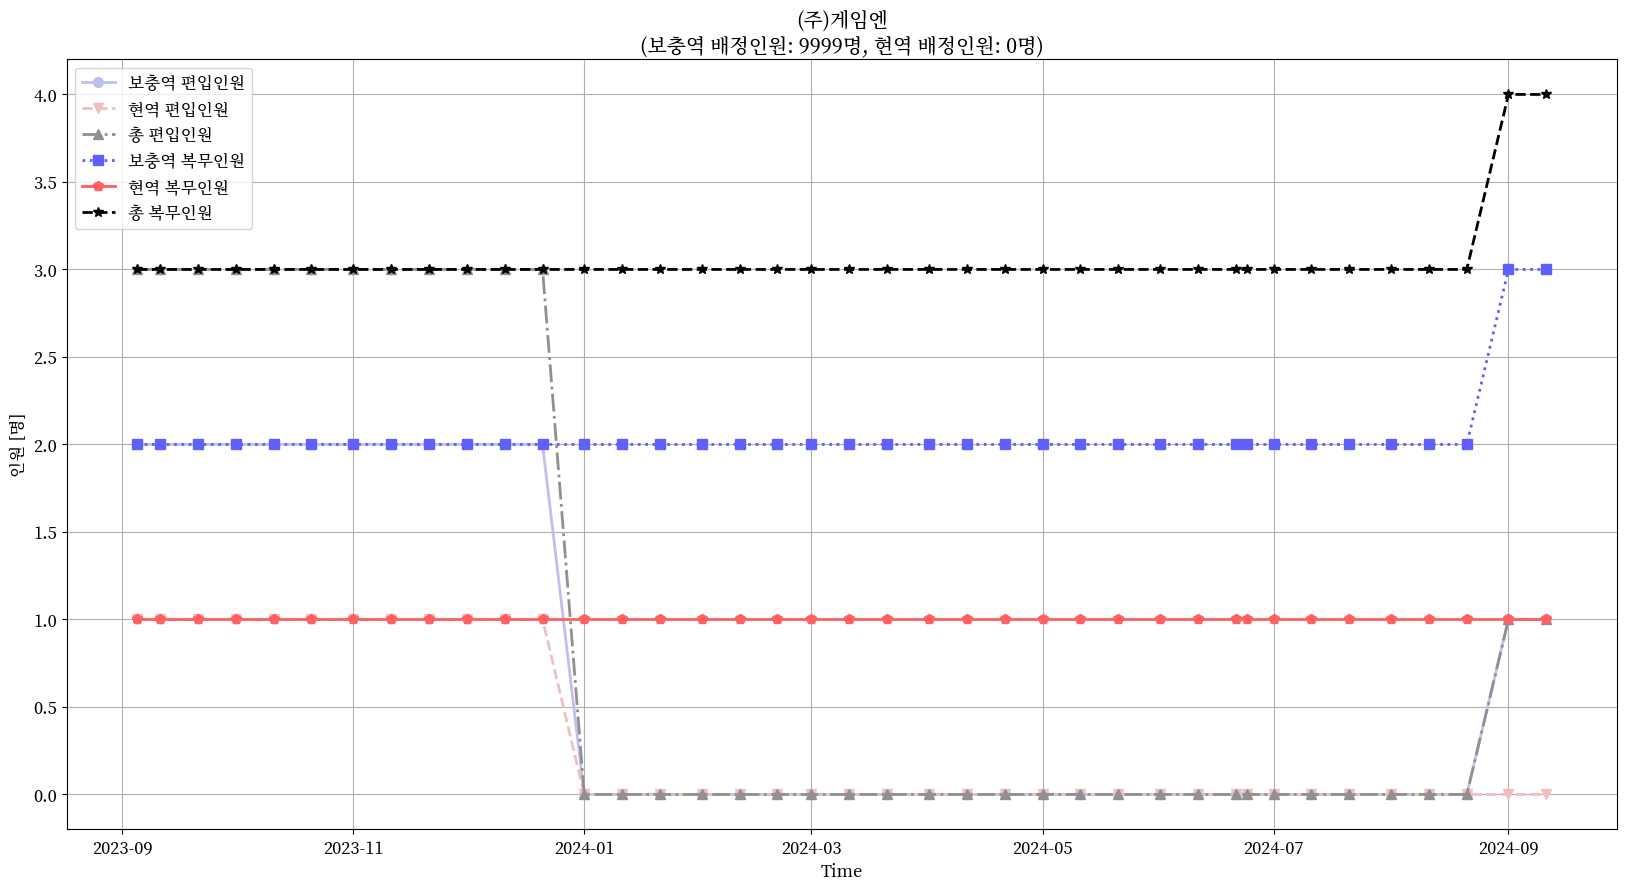 (주)게임엔
(보충역 배정인원: 9999명, 현역 배정인원: 0명)
보충역 편입인원
현역 편입인원
총 편입인원
보충역 복무인원
현역 복무인원
총 복무인원
4.0
3.5
3.0
2.5
2.0
1.5
1.0
0.5
0.0
인원 [명]
2023-09 2023-11 2024-01 2024-03 2024-05 2024-07 2024-09
Time